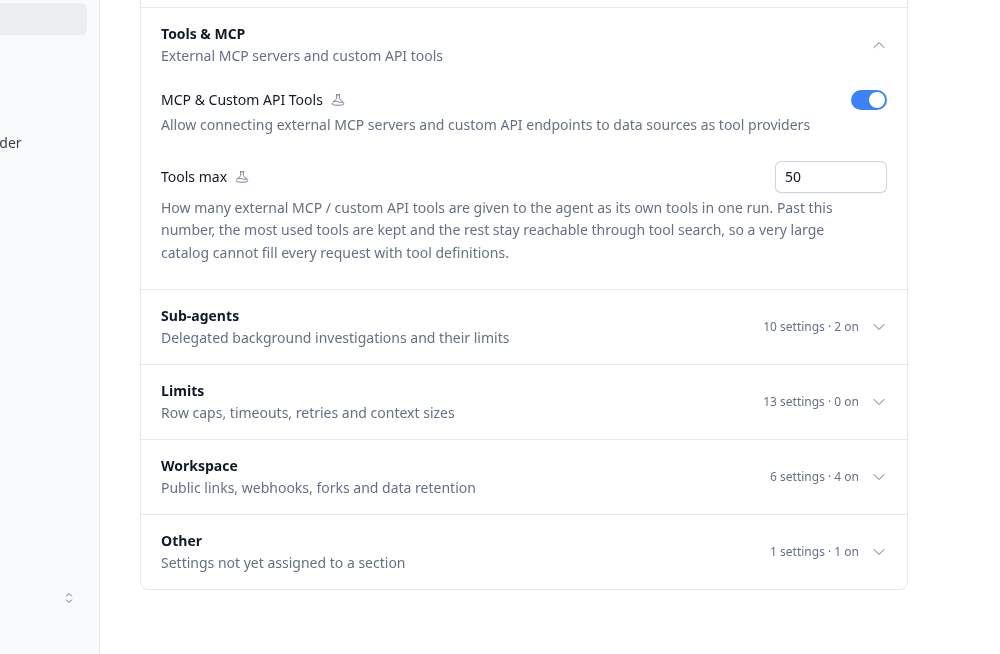 Tools & MCP
External MCP servers and custom API tools
MCP & Custom API Tools
Allow connecting external MCP servers and custom API endpoints to data sources as tool providers
der
Tools max
50
How many external MCP / custom API tools are given to the agent as its own tools in one run. Past this
number, the most used tools are kept and the rest stay reachable through tool search, so a very large
catalog cannot fill every request with tool definitions.
Sub-agents
Delegated background investigations and their limits
10 settings · 2 on
Limits
Row caps, timeouts, retries and context sizes
13 settings · 0 on
Workspace
Public links, webhooks, forks and data retention
6 settings · 4 on
Other
Settings not yet assigned to a section
1 settings · 1 on